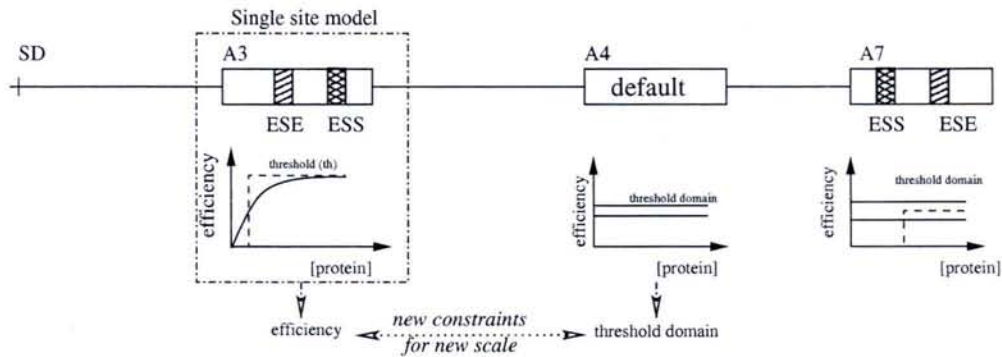 Single site model
SD
A3
A4
A7
default
ESE
ESS
ESS
ESE
efficiency
threshold (th)
[protein]
efficiency
threshold domain
[protein]
efficiency
threshold domain
[protein]
efficiency
new constraints
for new scale
threshold domain